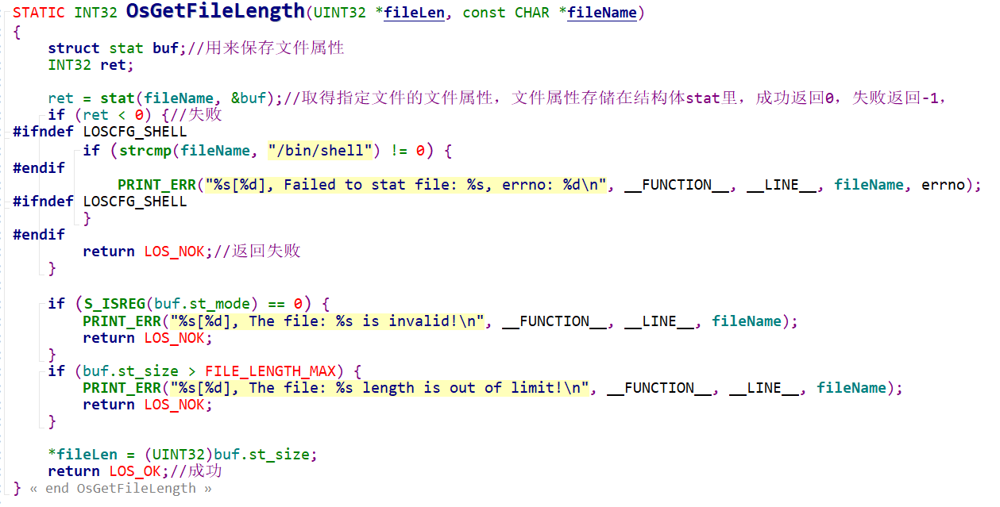 STATIC INT32 OsGetFileLength(UINT32 *fileLen, const CHAR *fileName)
{
    struct stat buf;//用来保存文件属性
    INT32 ret;

    ret = stat(fileName, &buf);//取得指定文件的文件属性，文件属性存储在结构体stat里，成功返回0，失败返回-1，
    if (ret < 0) {//失败
#ifndef LOSCFG_SHELL
        if (strcmp(fileName, "/bin/shell") != 0) {
#endif
            PRINT_ERR("%s[%d], Failed to stat file: %s, errno: %d\n", __FUNCTION__, __LINE__, fileName, errno);
#ifndef LOSCFG_SHELL
        }
#endif
        return LOS_NOK;//返回失败
    }

    if (S_ISREG(buf.st_mode) == 0) {
        PRINT_ERR("%s[%d], The file: %s is invalid!\n", __FUNCTION__, __LINE__, fileName);
        return LOS_NOK;
    }
    if (buf.st_size > FILE_LENGTH_MAX) {
        PRINT_ERR("%s[%d], The file: %s length is out of limit!\n", __FUNCTION__, __LINE__, fileName);
        return LOS_NOK;
    }

    *fileLen = (UINT32)buf.st_size;
    return LOS_OK;//成功
} « end OsGetFileLength »